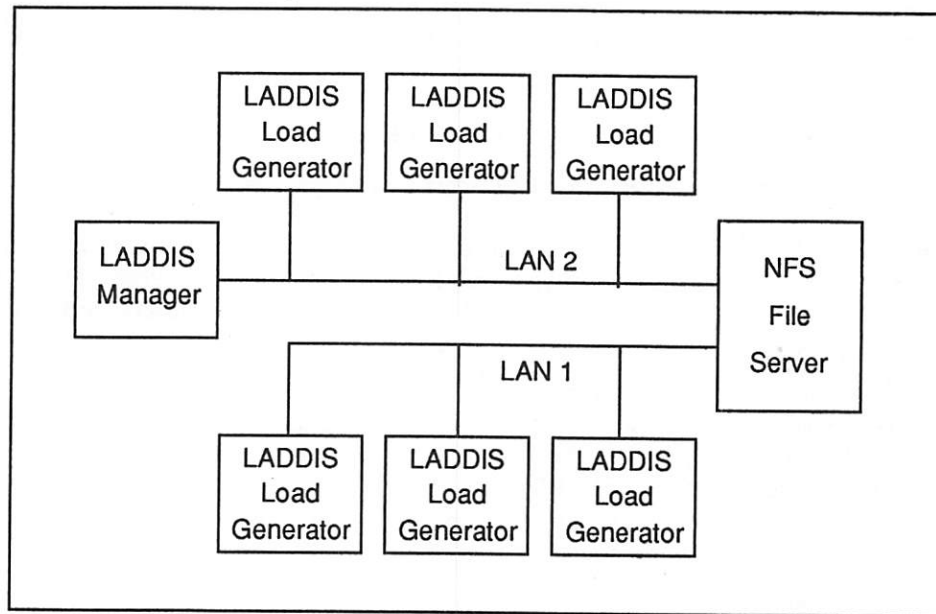 LADDIS
Load
Generator
LADDIS
Load
Generator
LADDIS
Load
Generator
LADDIS
Manager
LAN 2
NFS
File
Server
LAN 1
LADDIS
Load
Generator
LADDIS
Load
Generator
LADDIS
Load
Generator